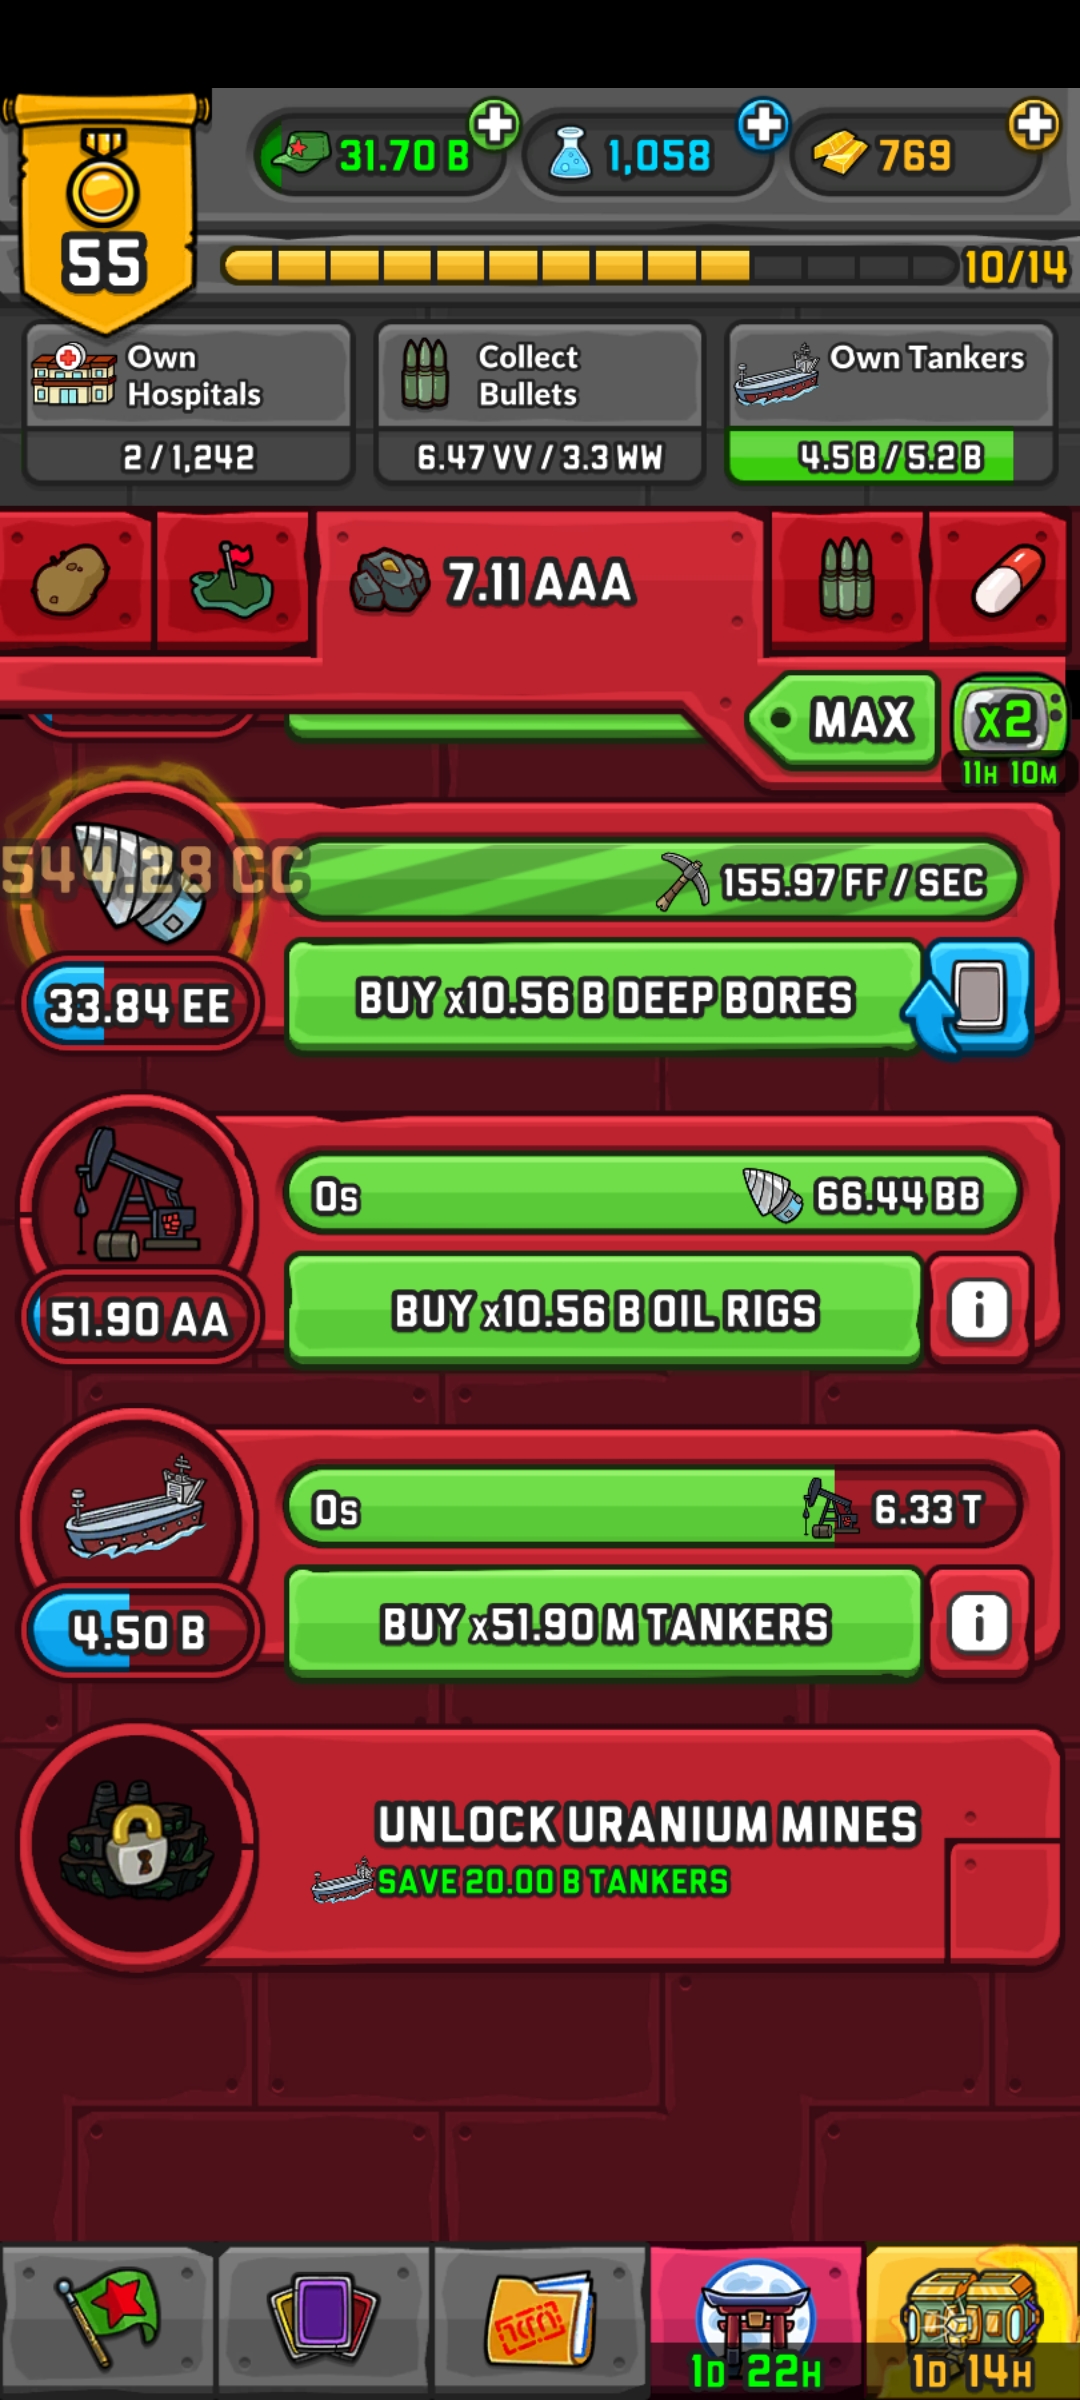 31.70 B
1,058
769
55
10/14
Own
Hospitals
2 / 1,242
Collect
Bullets
6.47 VV / 3.3 WW
Own Tankers
4.5 B / 5.2 B
7.11 AAA
MAX
x2
11H 10M
544.28 CC
155.97 FF / SEC
33.84 EE
BUY x10.56 B DEEP BORES
0s
66.44 BB
51.90 AA
BUY x10.56 B OIL RIGS
i
0s
6.33 T
4.50 B
BUY x51.90 M TANKERS
i
UNLOCK URANIUM MINES
SAVE 20.00 B TANKERS
1D 22H
1D 14H